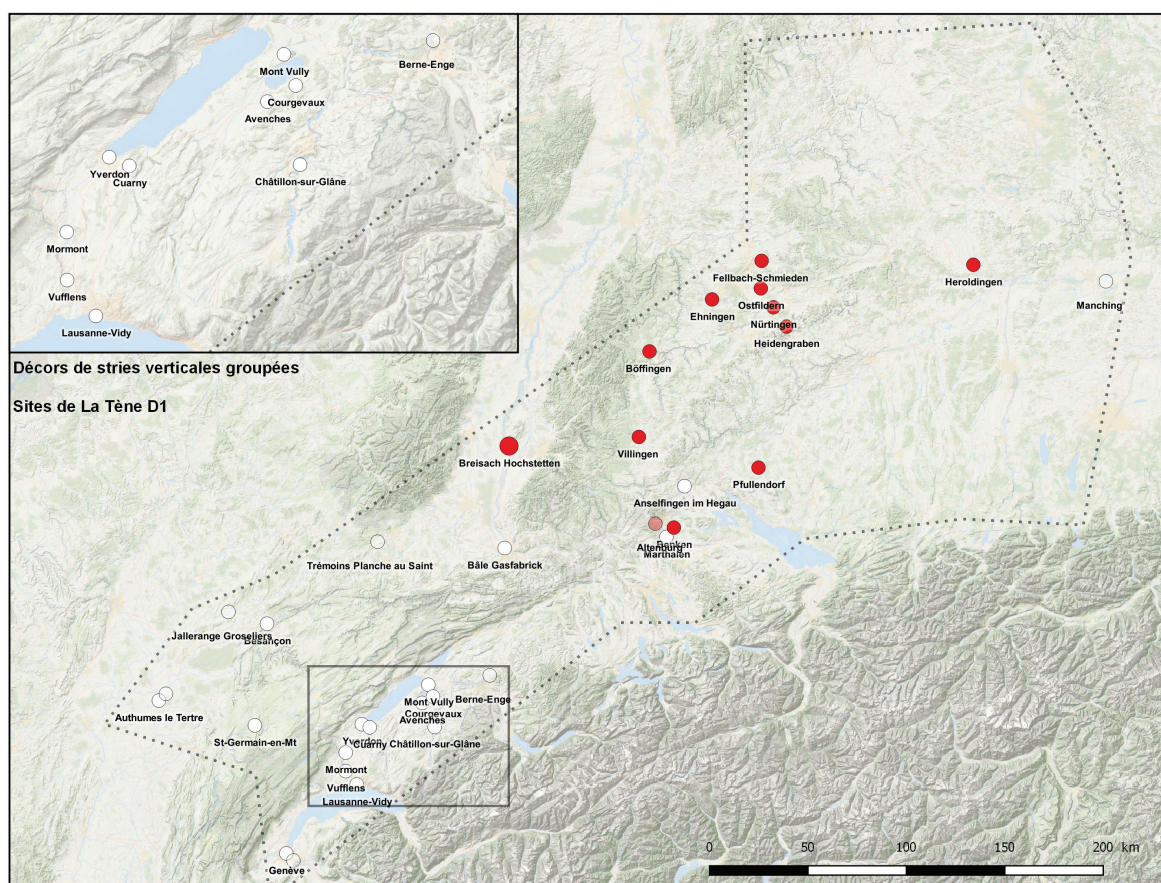 Berne-Enge
Mont Vully
Courgevaux
Avenches
Yverdon
Cuarny
Châtillon-sur-Glâne
Mormont
Vufflens
Lausanne-Vidy
Décors de stries verticales groupées
Sites de La Tène D1
Fellbach-Schmieden
Heroldingen
Manching
Ostfildern
Ehningen
Nürtingen
Heidengraben
Böffingen
Villingen
Breisach Hochstetten
Pfullendorf
Anselfingen im Hegau
Benken
Altenburg
Marthalen
Trémoins Planche au Saint
Bâle Gasfabrick
Jallerange Groseliers
Besançon
Authumes le Tertre
St-Germain-en-Mt
Berne-Enge
Mont Vully
Courgevaux
Avenches
Yverdon
Cuarny Châtillon-sur-Glâne
Mormont
Vufflens
Lausanne-Vidy
Genève
0 50 100 150 200 km